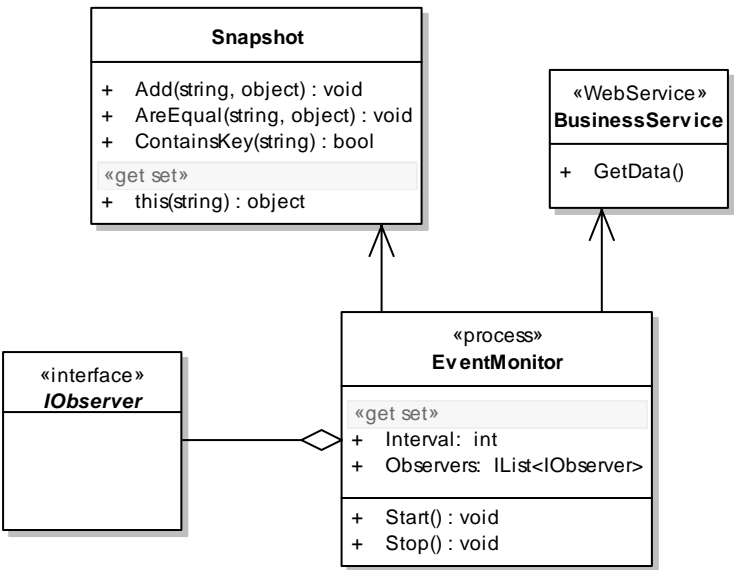 Snapshot
+ Add(string, object) : void
+ AreEqual(string, object) : void
+ ContainsKey(string) : bool
«get set»
+ this(string) : object
«WebService»
BusinessService
+ GetData()
«process»
EventMonitor
«get set»
+ Interval: int
+ Observers: IList<IObserver>
+ Start() : void
+ Stop() : void
«interface»
IObserver